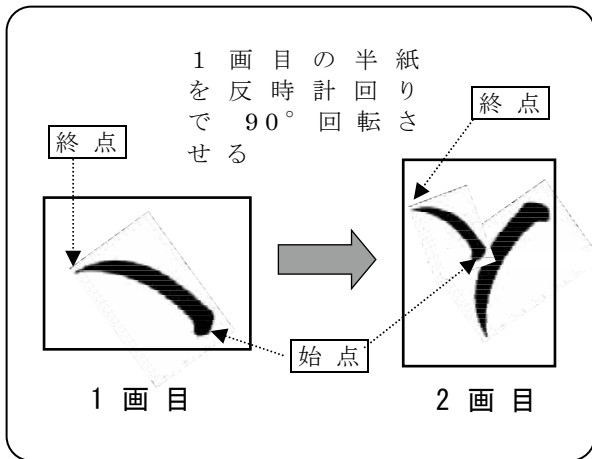 1画目の半紙
を反時計回り
で 90°回転さ
せる
終点
終点
始点
1画目
2画目